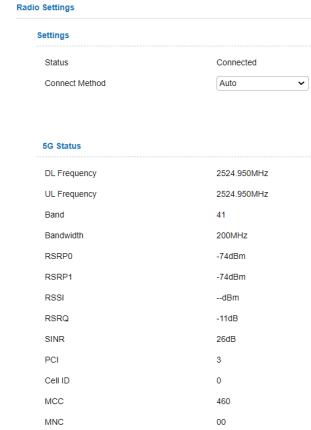 Radio Settings
Settings
Status Connected
Connect Method Auto
5G Status
DL Frequency 2524.950MHz
UL Frequency 2524.950MHz
Band 41
Bandwidth 200MHz
RSRP0 -74dBm
RSRP1 -74dBm
RSSI --dBm
RSRQ -11dB
SINR 26dB
PCI 3
Cell ID 0
MCC 460
MNC 00